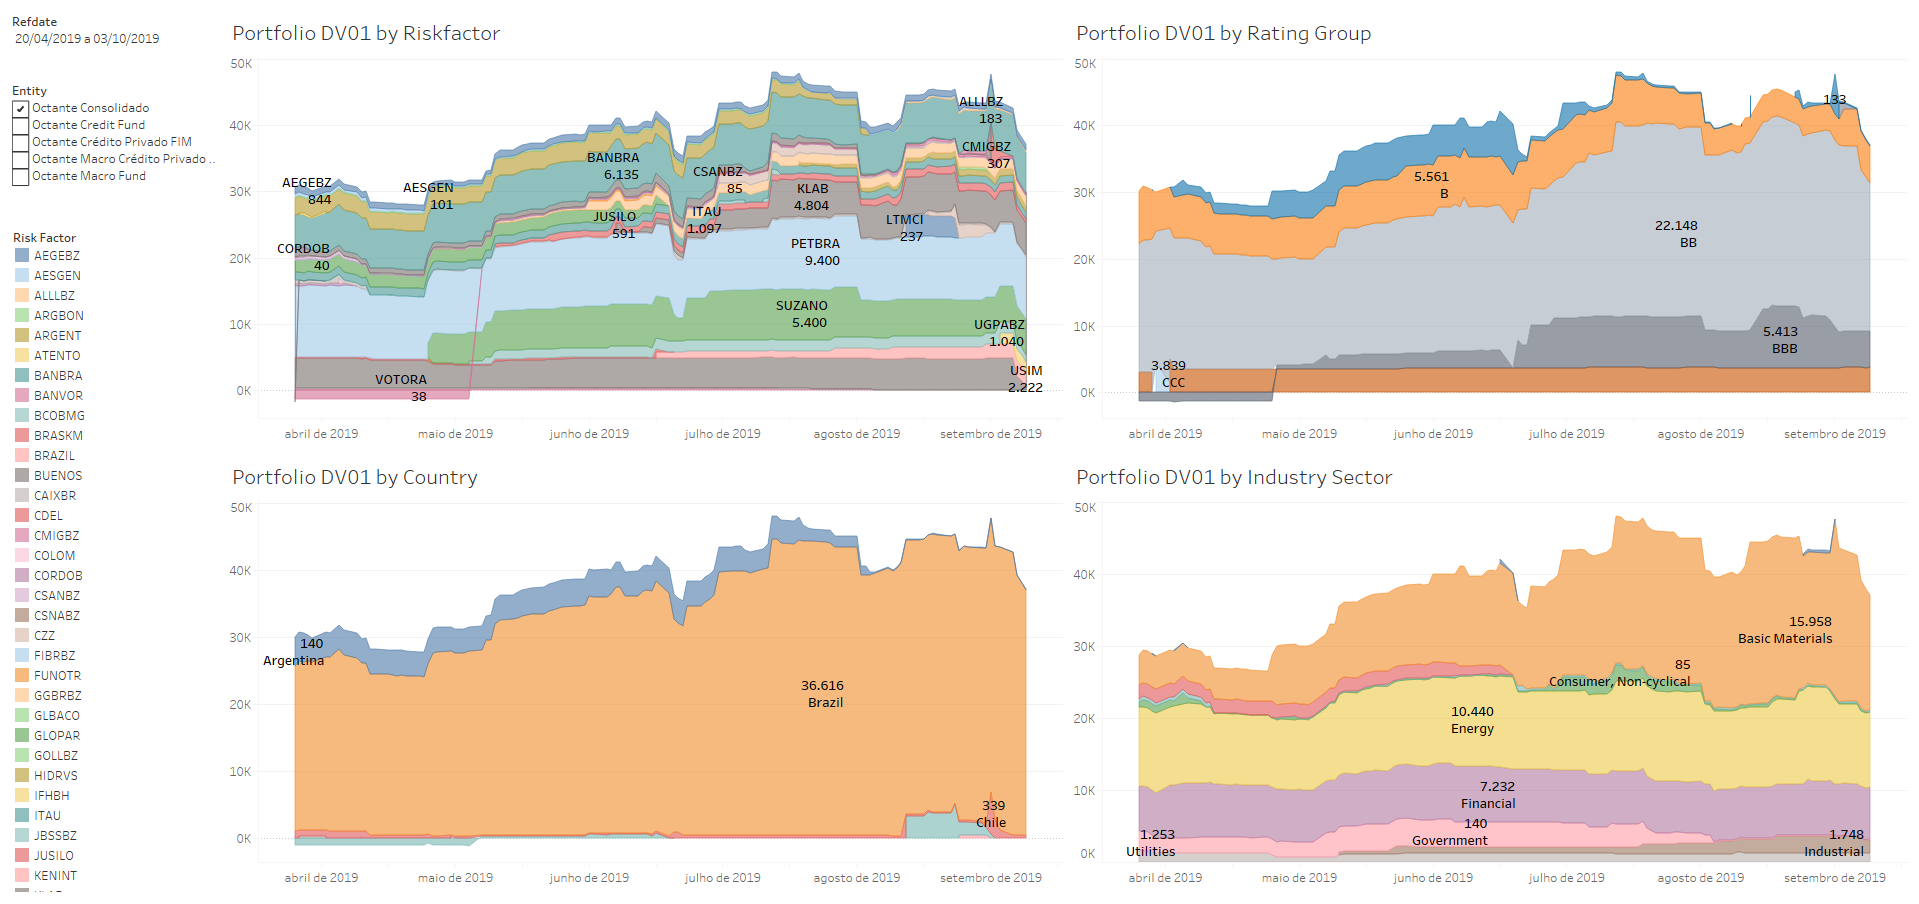 Refdate
20/04/2019 a 03/10/2019
Entity
Octante Consolidado
Octante Credit Fund
Octante Crédito Privado FIM
Octante Macro Crédito Privado ..
Octante Macro Fund
Risk Factor
AEGEBZ
AESGEN
ALLLBZ
ARGBON
ARGENT
ATENTO
BANBRA
BANVOR
BCOBMG
BRASKM
BRAZIL
BUENOS
CAIXBR
CDEL
CMIGBZ
COLOM
CORDOB
CSANBZ
CSNABZ
CZZ
FIBRBZ
FUNOTR
GGBRBZ
GLBACO
GLOPAR
GOLLBZ
HIDRVS
IFHBH
ITAU
JBSSBZ
JUSILO
KENINT
Portfolio DV01 by Riskfactor
50K
40K
30K
20K
10K
0K
AEGEBZ
844
CORDOB
40
AESGEN
101
VOTORA
38
BANBRA
6.135
JUSILO
591
CSANBZ
85
ITAU
1.097
KLAB
4.804
PETBRA
9.400
SUZANO
5.400
LTMCI
237
ALLLBZ
183
CMIGBZ
307
UGPABZ
1.040
USIM
2.222
abril de 2019
maio de 2019
junho de 2019
julho de 2019
agosto de 2019
setembro de 2019
Portfolio DV01 by Rating Group
50K
40K
30K
20K
10K
0K
133
5.561
B
22.148
BB
5.413
BBB
3.839
CCC
abril de 2019
maio de 2019
junho de 2019
julho de 2019
agosto de 2019
setembro de 2019
Portfolio DV01 by Country
50K
40K
30K
20K
10K
0K
140
Argentina
36.616
Brazil
339
Chile
abril de 2019
maio de 2019
junho de 2019
julho de 2019
agosto de 2019
setembro de 2019
Portfolio DV01 by Industry Sector
50K
40K
30K
20K
10K
0K
15.958
Basic Materials
85
Consumer, Non-cyclical
10.440
Energy
7.232
Financial
140
Government
1.253
Utilities
1.748
Industrial
abril de 2019
maio de 2019
junho de 2019
julho de 2019
agosto de 2019
setembro de 2019